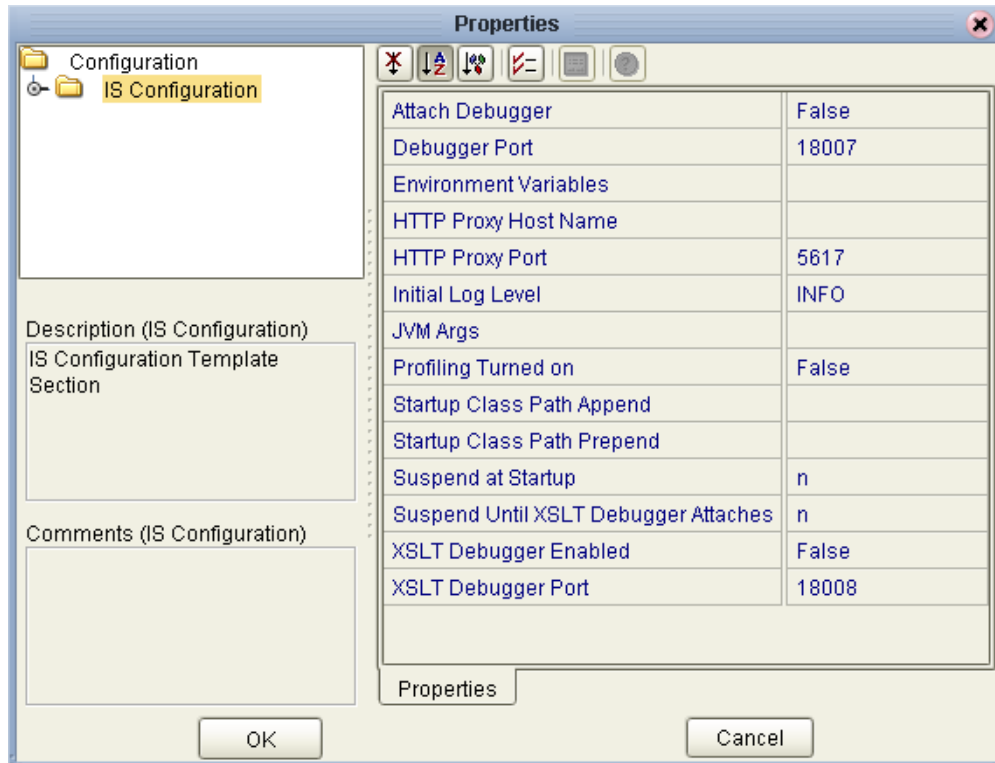 Properties
Configuration
IS Configuration
Description (IS Configuration)
IS Configuration Template
Section
Comments (IS Configuration)
Attach Debugger False
Debugger Port 18007
Environment Variables
HTTP Proxy Host Name
HTTP Proxy Port 5617
Initial Log Level INFO
JVM Args
Profiling Turned on False
Startup Class Path Append
Startup Class Path Prepend
Suspend at Startup n
Suspend Until XSLT Debugger Attaches n
XSLT Debugger Enabled False
XSLT Debugger Port 18008
Properties
OK Cancel